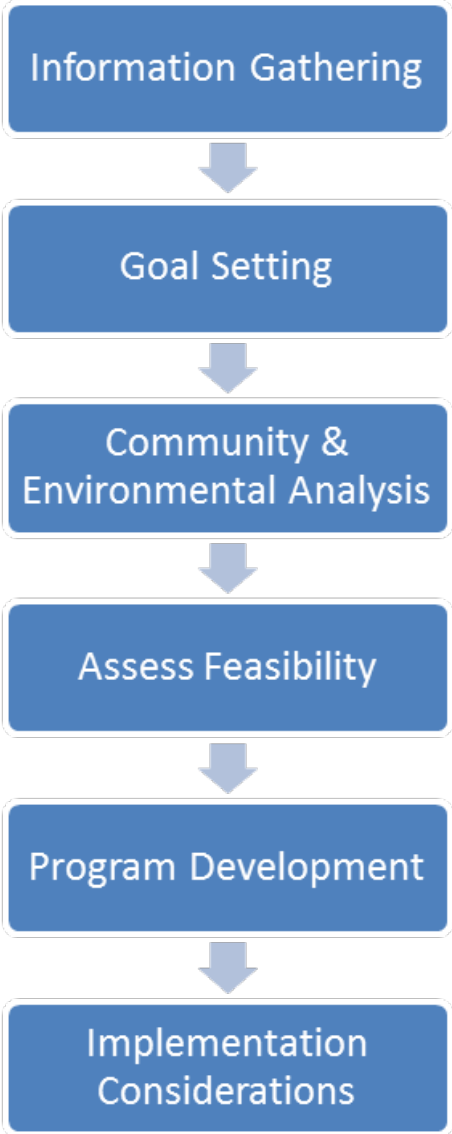 Information Gathering
Goal Setting
Community &
Environmental Analysis
Assess Feasibility
Program Development
Implementation
Considerations